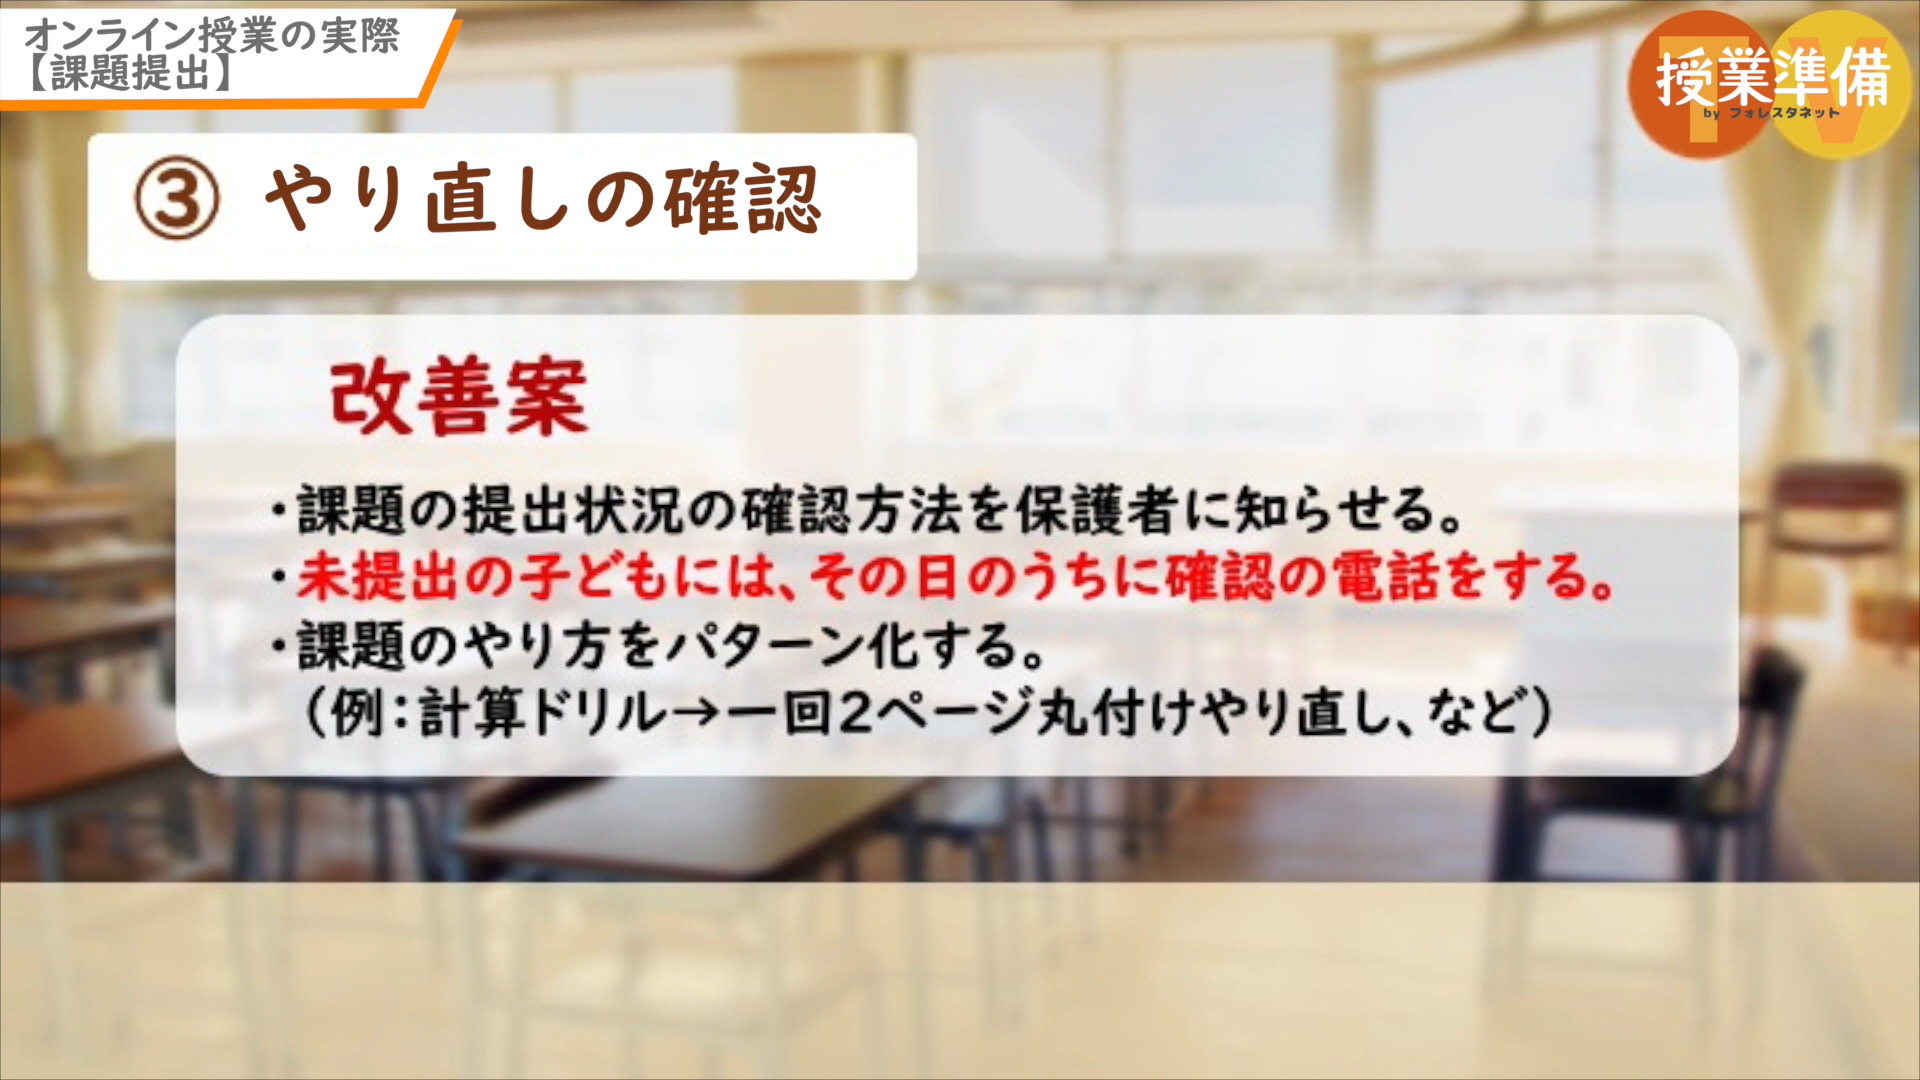 オンライン授業の実際
【課題提出】
授業準備
TV
by フォレスタネット
③ やり直しの確認
改善案
・課題の提出状況の確認方法を保護者に知らせる。
・未提出の子どもには、その日のうちに確認の電話をする。
・課題のやり方をパターン化する。
（例：計算ドリル→一回2ページ丸付けやり直し、など）